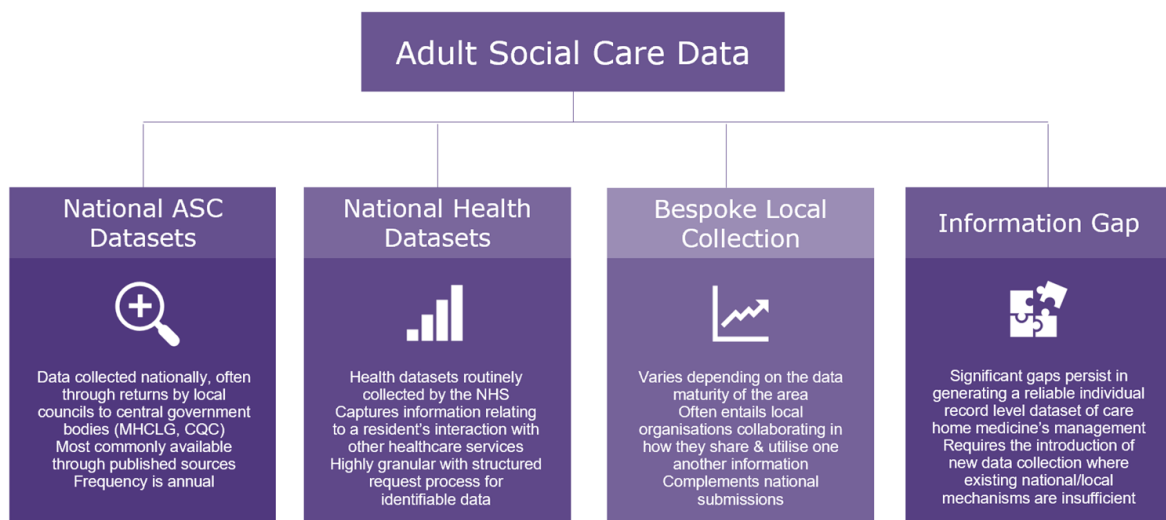 Adult Social Care Data
National ASC
Datasets
Data collected nationally, often
through returns by local
councils to central government
bodies (MHCLG, CQC)
Most commonly available
through published sources
Frequency is annual
National Health
Datasets
Health datasets routinely
collected by the NHS
Captures information relating
to a resident's interaction with
other healthcare services
Highly granular with structured
request process for
identifiable data
Bespoke Local
Collection
Varies depending on the data
maturity of the area
Often entails local
organisations collaborating in
how they share & utilise one
another information
Complements national
submissions
Information Gap
Significant gaps persist in
generating a reliable individual
record level dataset of care
home medicine's management
Requires the introduction of
new data collection where
existing national/local
mechanisms are insufficient